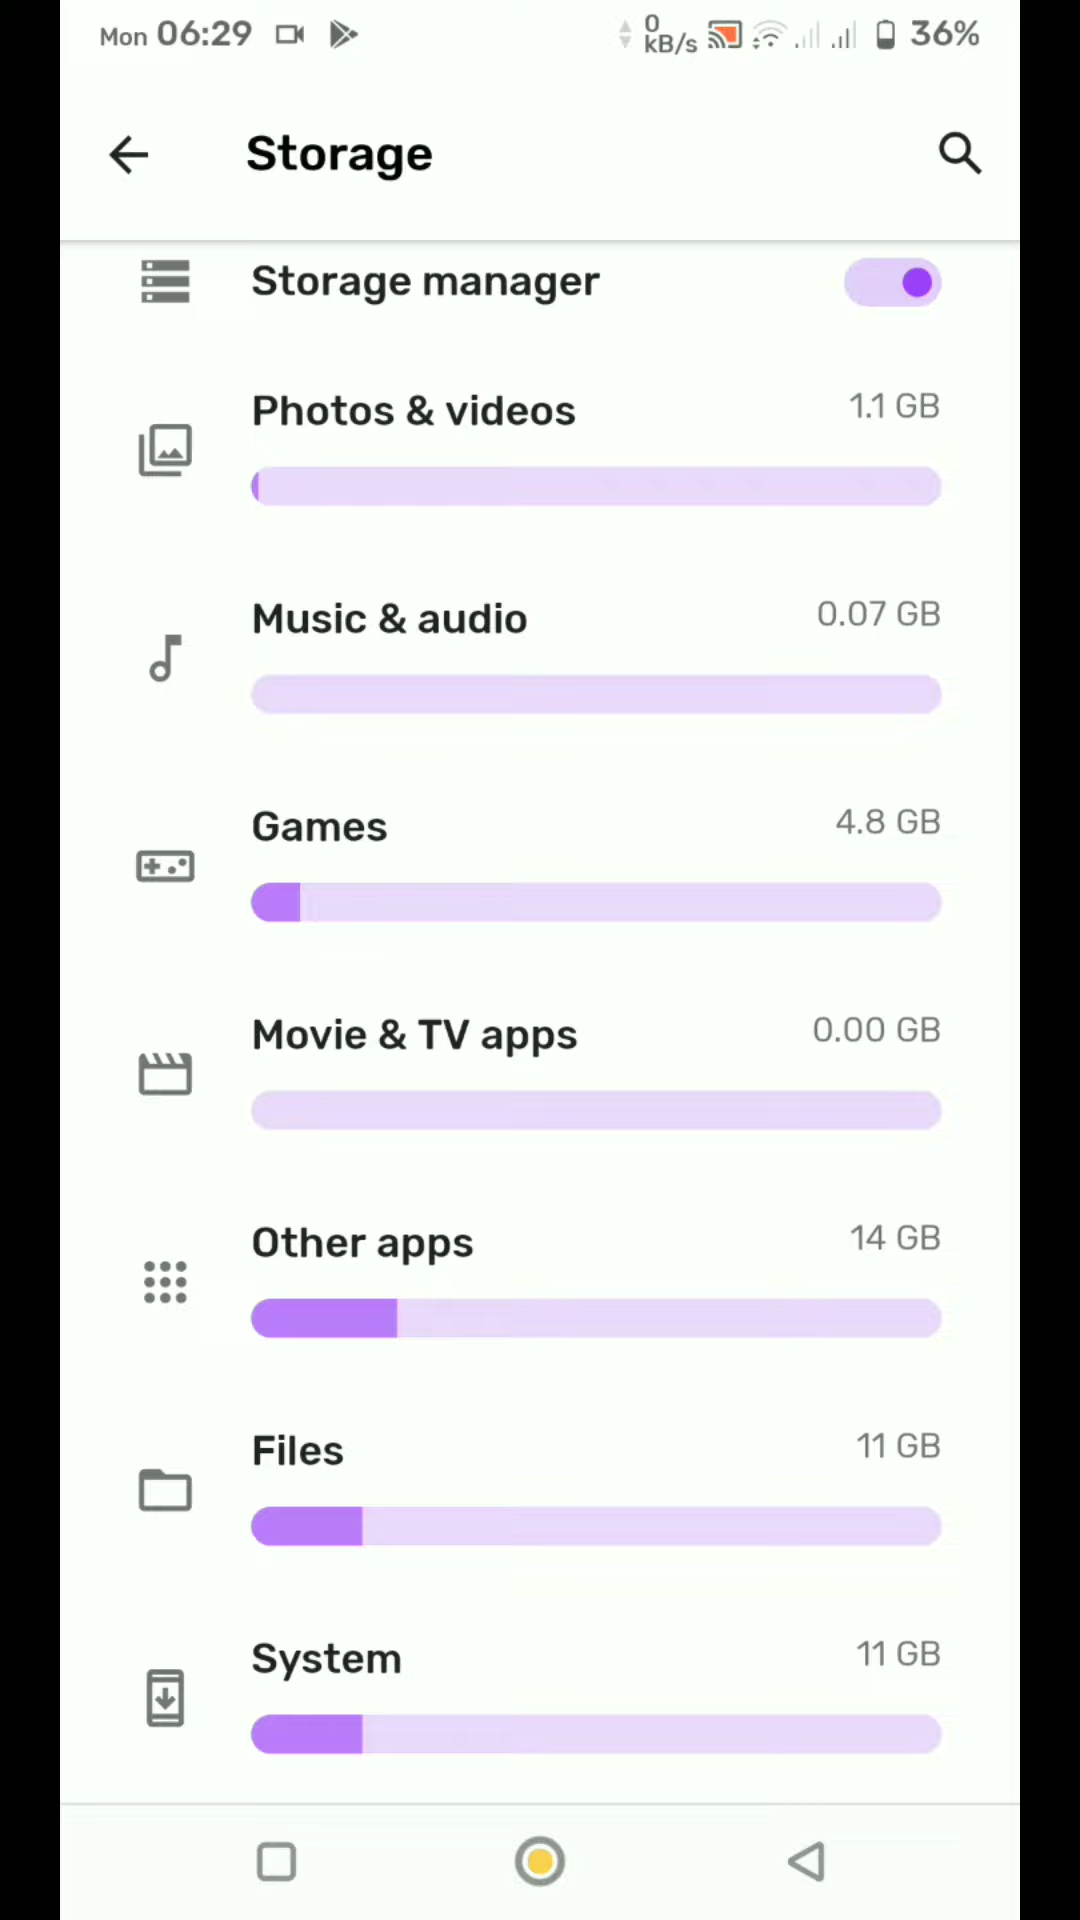 Mon 06:29 0 kB/s 36%
Storage
Storage manager
Photos & videos 1.1 GB
Music & audio 0.07 GB
Games 4.8 GB
Movie & TV apps 0.00 GB
Other apps 14 GB
Files 11 GB
System 11 GB